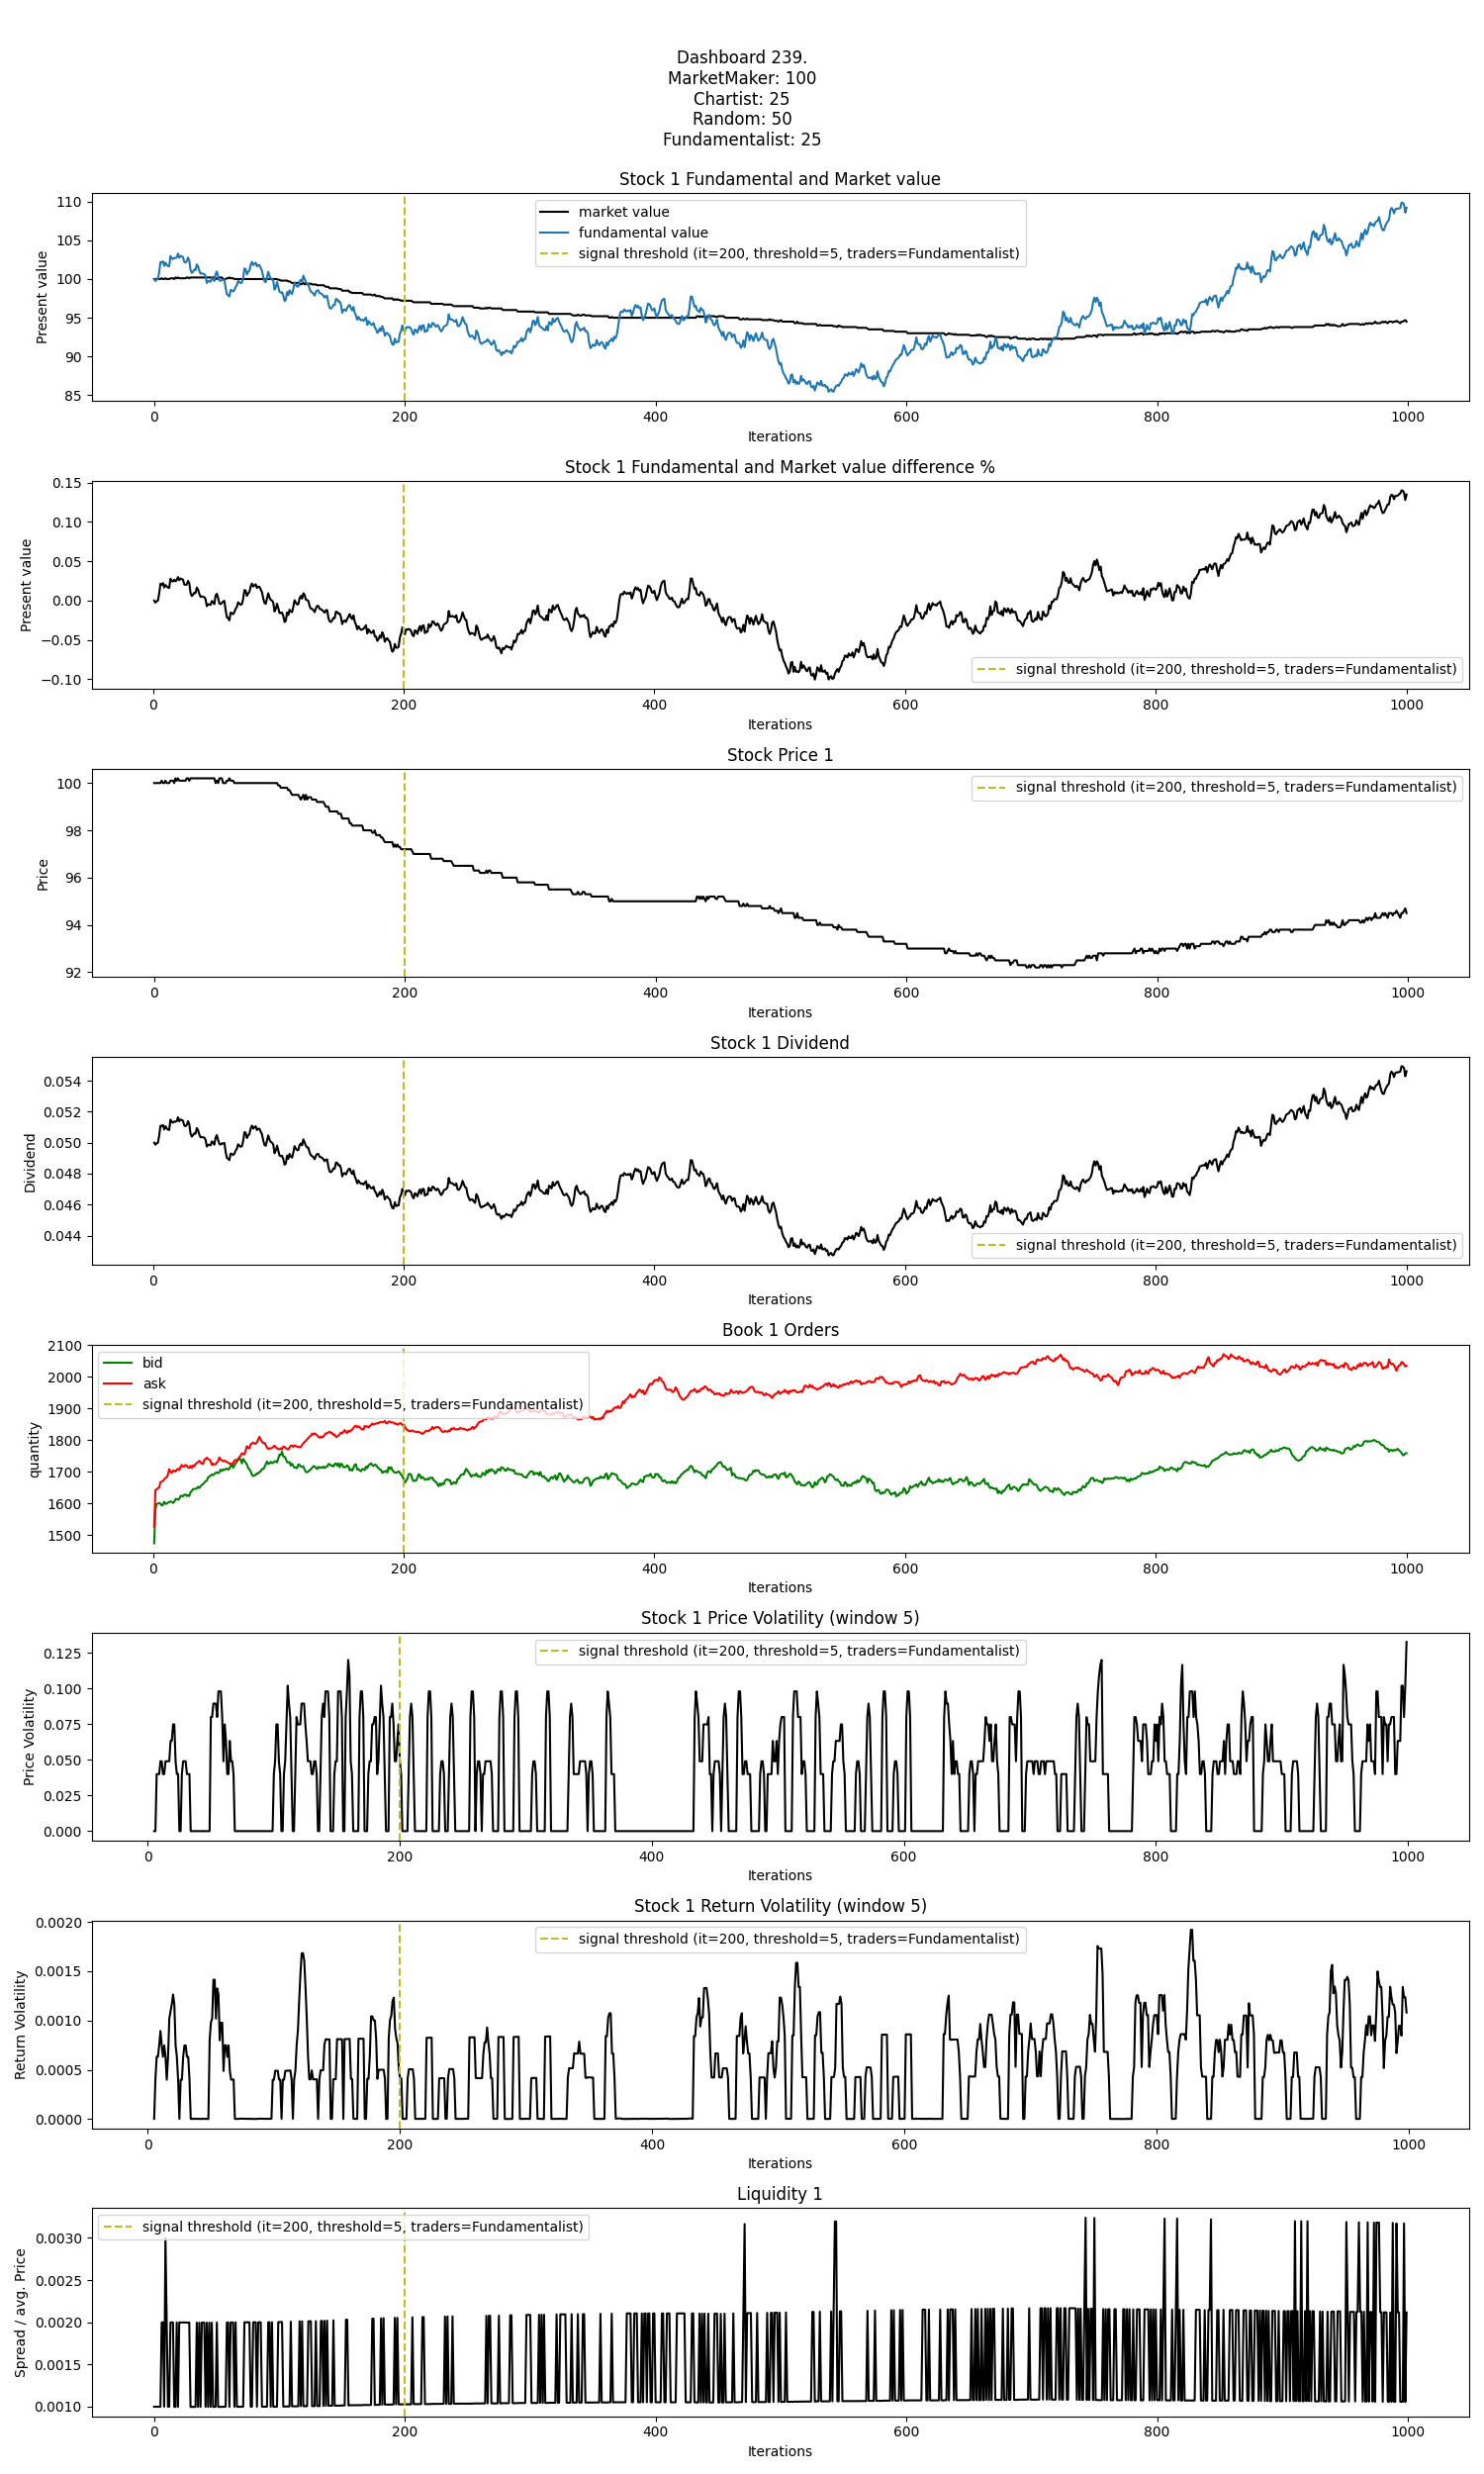 Dashboard 239.
MarketMaker: 100
Chartist: 25
Random: 50
Fundamentalist: 25
Stock 1 Fundamental and Market value
market value
fundamental value
signal threshold (it=200, threshold=5, traders=Fundamentalist)
Present value
110
105
100
95
90
85
0 200 400 600 800 1000
Iterations
Stock 1 Fundamental and Market value difference %
Present value
0.15
0.10
0.05
0.00
−0.05
−0.10
signal threshold (it=200, threshold=5, traders=Fundamentalist)
0 200 400 600 800 1000
Iterations
Stock Price 1
signal threshold (it=200, threshold=5, traders=Fundamentalist)
Price
100
98
96
94
92
0 200 400 600 800 1000
Iterations
Stock 1 Dividend
Dividend
0.054
0.052
0.050
0.048
0.046
0.044
signal threshold (it=200, threshold=5, traders=Fundamentalist)
0 200 400 600 800 1000
Iterations
Book 1 Orders
bid
ask
signal threshold (it=200, threshold=5, traders=Fundamentalist)
quantity
2100
2000
1900
1800
1700
1600
1500
0 200 400 600 800 1000
Iterations
Stock 1 Price Volatility (window 5)
signal threshold (it=200, threshold=5, traders=Fundamentalist)
Price Volatility
0.125
0.100
0.075
0.050
0.025
0.000
0 200 400 600 800 1000
Iterations
Stock 1 Return Volatility (window 5)
signal threshold (it=200, threshold=5, traders=Fundamentalist)
Return Volatility
0.0020
0.0015
0.0010
0.0005
0.0000
0 200 400 600 800 1000
Iterations
Liquidity 1
signal threshold (it=200, threshold=5, traders=Fundamentalist)
Spread / avg. Price
0.0030
0.0025
0.0020
0.0015
0.0010
0 200 400 600 800 1000
Iterations